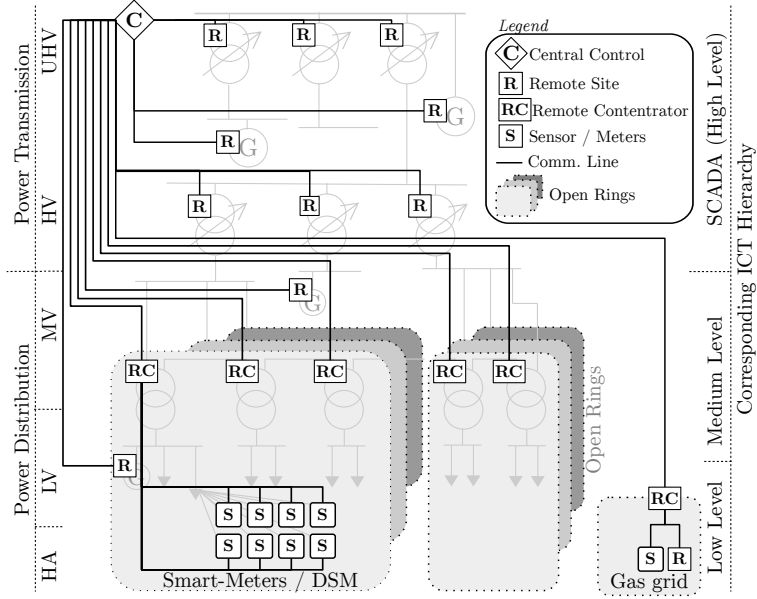 Legend
C Central Control
R Remote Site
RC Remote Contentrator
S Sensor / Meters
Comm. Line
Open Rings
C
R R R
R G
R G
R R R
R G
RC RC RC RC RC
R G
S S S S
S S S S
Smart-Meters / DSM
RC
S R
Gas grid
Open Rings
Power Transmission
UHV
HV
Power Distribution
MV
LV
HA
SCADA (High Level)
Medium Level
Low Level
Corresponding ICT Hierarchy